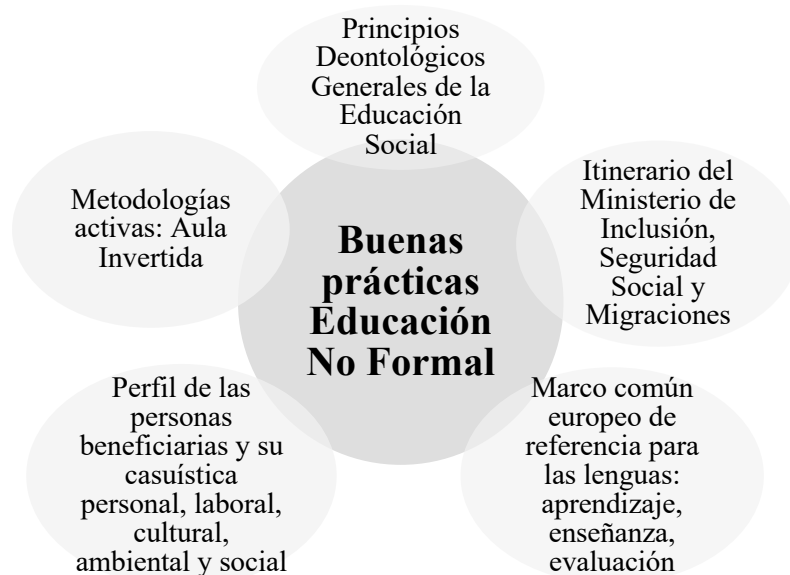 Principios
Deontológicos
Generales de la
Educación
Social
Itinerario del
Ministerio de
Inclusión,
Seguridad
Social y
Migraciones
Marco común
europeo de
referencia para
las lenguas:
aprendizaje,
enseñanza,
evaluación
Perfil de las
personas
beneficiarias y su
casuística
personal, laboral,
cultural,
ambiental y social
Metodologías
activas: Aula
Invertida
Buenas
prácticas
Educación
No Formal